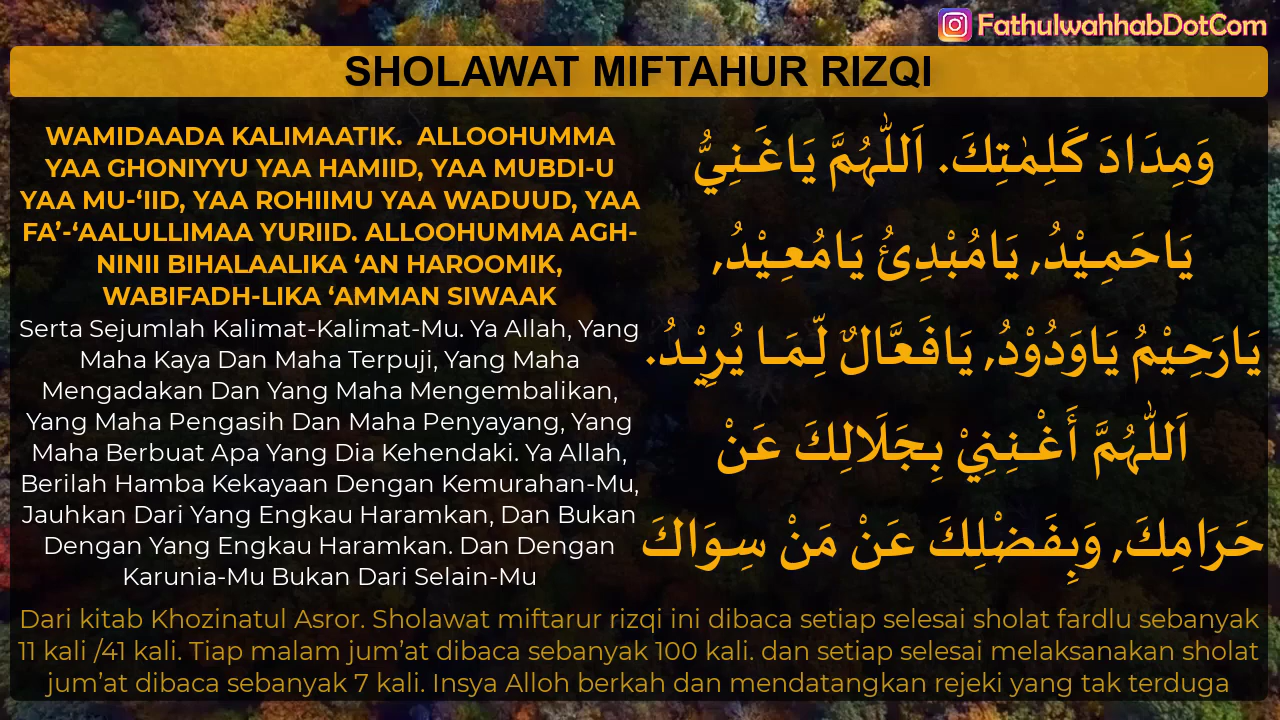 FathulwahhabDotCom
SHOLAWAT MIFTAHUR RIZQI
WAMIDAADA KALIMAATIK.  ALLOOHUMMA
YAA GHONIYYU YAA HAMIID, YAA MUBDI-U
YAA MU-‘IID, YAA ROHIIMU YAA WADUUD, YAA
FA’-‘AALULLIMAA YURIID. ALLOOHUMMA AGH-
NINII BIHALAALIKA ‘AN HAROOMIK,
WABIFADH-LIKA ‘AMMAN SIWAAK
Serta Sejumlah Kalimat-Kalimat-Mu. Ya Allah, Yang
Maha Kaya Dan Maha Terpuji, Yang Maha
Mengadakan Dan Yang Maha Mengembalikan,
Yang Maha Pengasih Dan Maha Penyayang, Yang
Maha Berbuat Apa Yang Dia Kehendaki. Ya Allah,
Berilah Hamba Kekayaan Dengan Kemurahan-Mu,
Jauhkan Dari Yang Engkau Haramkan, Dan Bukan
Dengan Yang Engkau Haramkan. Dan Dengan
Karunia-Mu Bukan Dari Selain-Mu
وَمِدَادَ كَلِمٰتِكَ. اَللّٰهُمَّ يَاغَنِيُّ
يَاحَمِيْدُ, يَامُبْدِئُ يَامُعِيْدُ,
يَارَحِيْمُ يَاوَدُوْدُ, يَافَعَّالٌ لِّمَا يُرِيْدُ.
اَللّٰهُمَّ أَغْنِنِيْ بِجَلَالِكَ عَنْ
حَرَامِكَ, وَبِفَضْلِكَ عَنْ مَنْ سِوَاكَ
Dari kitab Khozinatul Asror. Sholawat miftarur rizqi ini dibaca setiap selesai sholat fardlu sebanyak
11 kali /41 kali. Tiap malam jum’at dibaca sebanyak 100 kali. dan setiap selesai melaksanakan sholat
jum’at dibaca sebanyak 7 kali. Insya Alloh berkah dan mendatangkan rejeki yang tak terduga